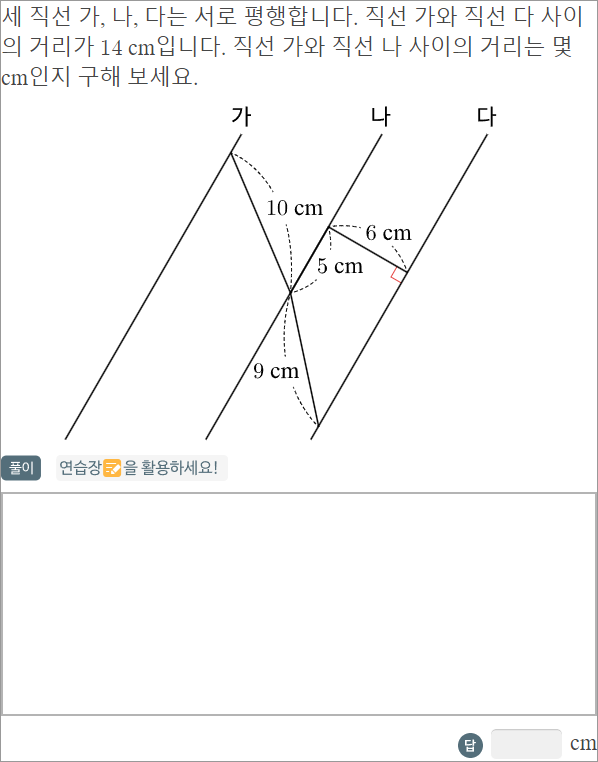 세 직선 가, 나, 다는 서로 평행합니다. 직선 가와 직선 다 사이
의 거리가 14 cm입니다. 직선 가와 직선 나 사이의 거리는 몇
cm인지 구해 보세요.
가 나 다
10 cm
6 cm
5 cm
9 cm
풀이 연습장을 활용하세요!
답 cm